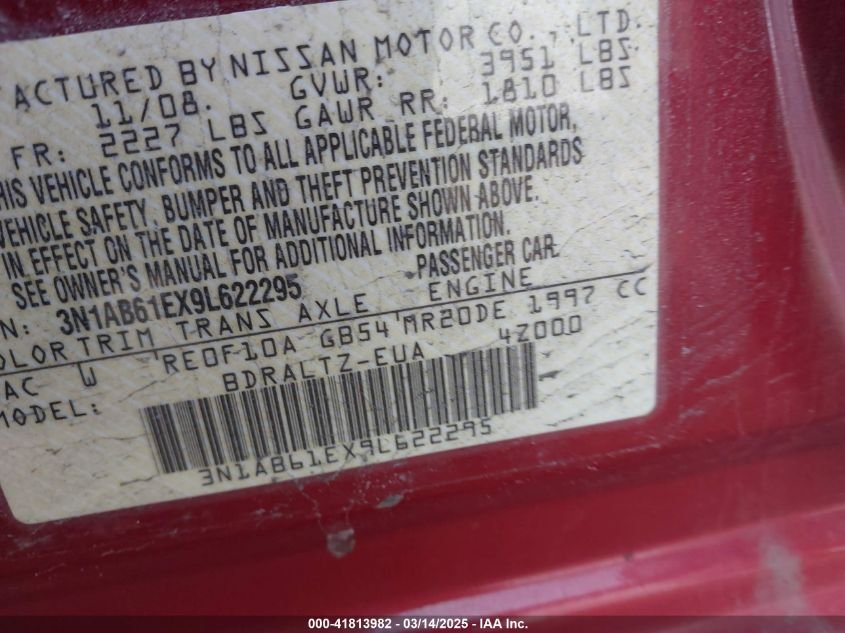 ACTURED BY NISSAN MOTOR CO., LTD.
11/08. GVWR: 3951 LBS
FR: 2227 LBS GAWR RR: 1810 LBS
HIS VEHICLE CONFORMS TO ALL APPLICABLE FEDERAL MOTOR,
VEHICLE SAFETY, BUMPER AND THEFT PREVENTION STANDARDS
IN EFFECT ON THE DATE OF MANUFACTURE SHOWN ABOVE.
SEE OWNER'S MANUAL FOR ADDITIONAL INFORMATION.
N: 3N1AB61EX9L622295 PASSENGER CAR
OLOR TRIM TRANS AXLE ENGINE
AC W RE0F10A GB54 MR20DE 1997 CC
MODEL: BDRALTZ-EUA 4Z000
3N1AB61EX9L622295
000-41813982 - 03/14/2025 - IAA Inc.